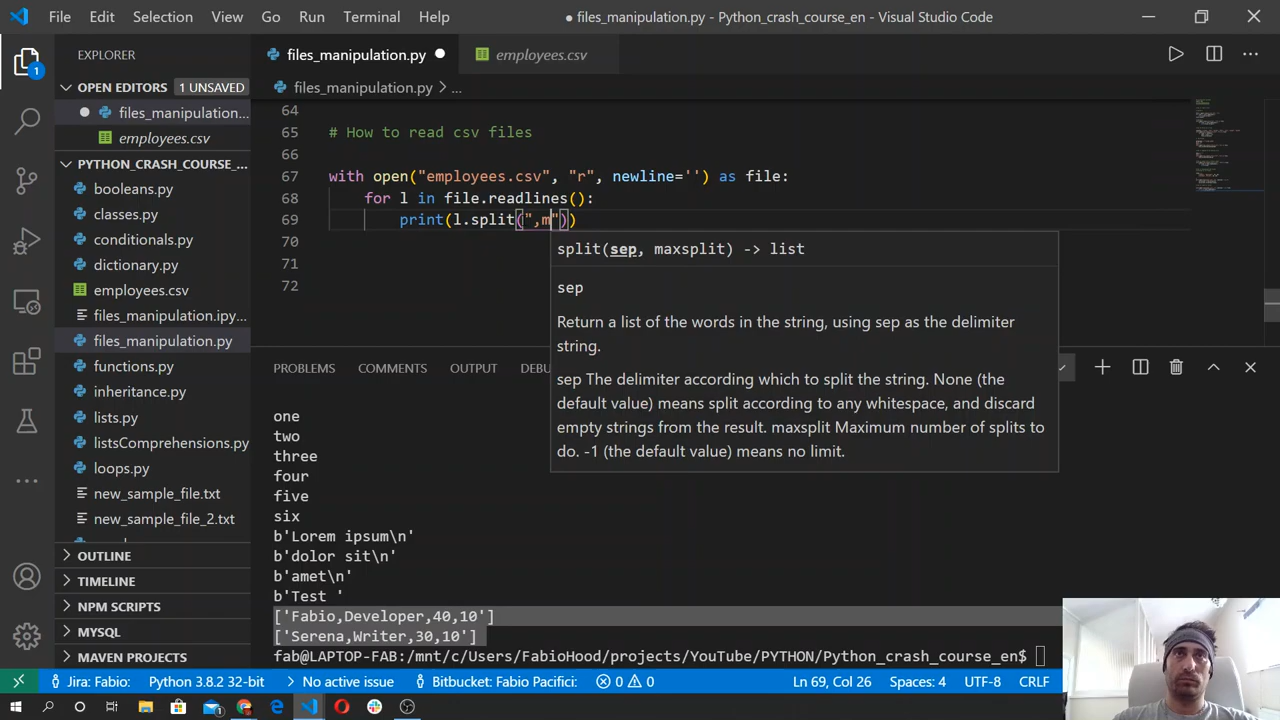 File Edit Selection View Go Run Terminal Help
● files_manipulation.py - Python_crash_course_en - Visual Studio Code
EXPLORER
files_manipulation.py ●
employees.csv
OPEN EDITORS 1 UNSAVED
files_manipulation.py > ...
● files_manipulation...
employees.csv
PYTHON_CRASH_COURSE_...
booleans.py
classes.py
conditionals.py
dictionary.py
employees.csv
files_manipulation.ipy...
files_manipulation.py
functions.py
inheritance.py
lists.py
listsComprehensions.py
loops.py
new_sample_file.txt
new_sample_file_2.txt
OUTLINE
TIMELINE
NPM SCRIPTS
MYSQL
MAVEN PROJECTS
1
64
65 # How to read csv files
66
67 with open("employees.csv", "r", newline='') as file:
68 for l in file.readlines():
69 print(l.split(",m"))
70
71
72
split(sep, maxsplit) -> list
sep
Return a list of the words in the string, using sep as the delimiter
string.
sep The delimiter according which to split the string. None (the
default value) means split according to any whitespace, and discard
empty strings from the result. maxsplit Maximum number of splits to
do. -1 (the default value) means no limit.
PROBLEMS COMMENTS OUTPUT DEBU
one
two
three
four
five
six
b'Lorem ipsum\n'
b'dolor sit\n'
b'amet\n'
b'Test '
['Fabio,Developer,40,10']
['Serena,Writer,30,10']
fab@LAPTOP-FAB:/mnt/c/Users/FabioHood/projects/YouTube/PYTHON/Python_crash_course_en$
Jira: Fabio: Python 3.8.2 32-bit No active issue Bitbucket: Fabio Pacifici: 0 0 Ln 69, Col 26 Spaces: 4 UTF-8 CRLF